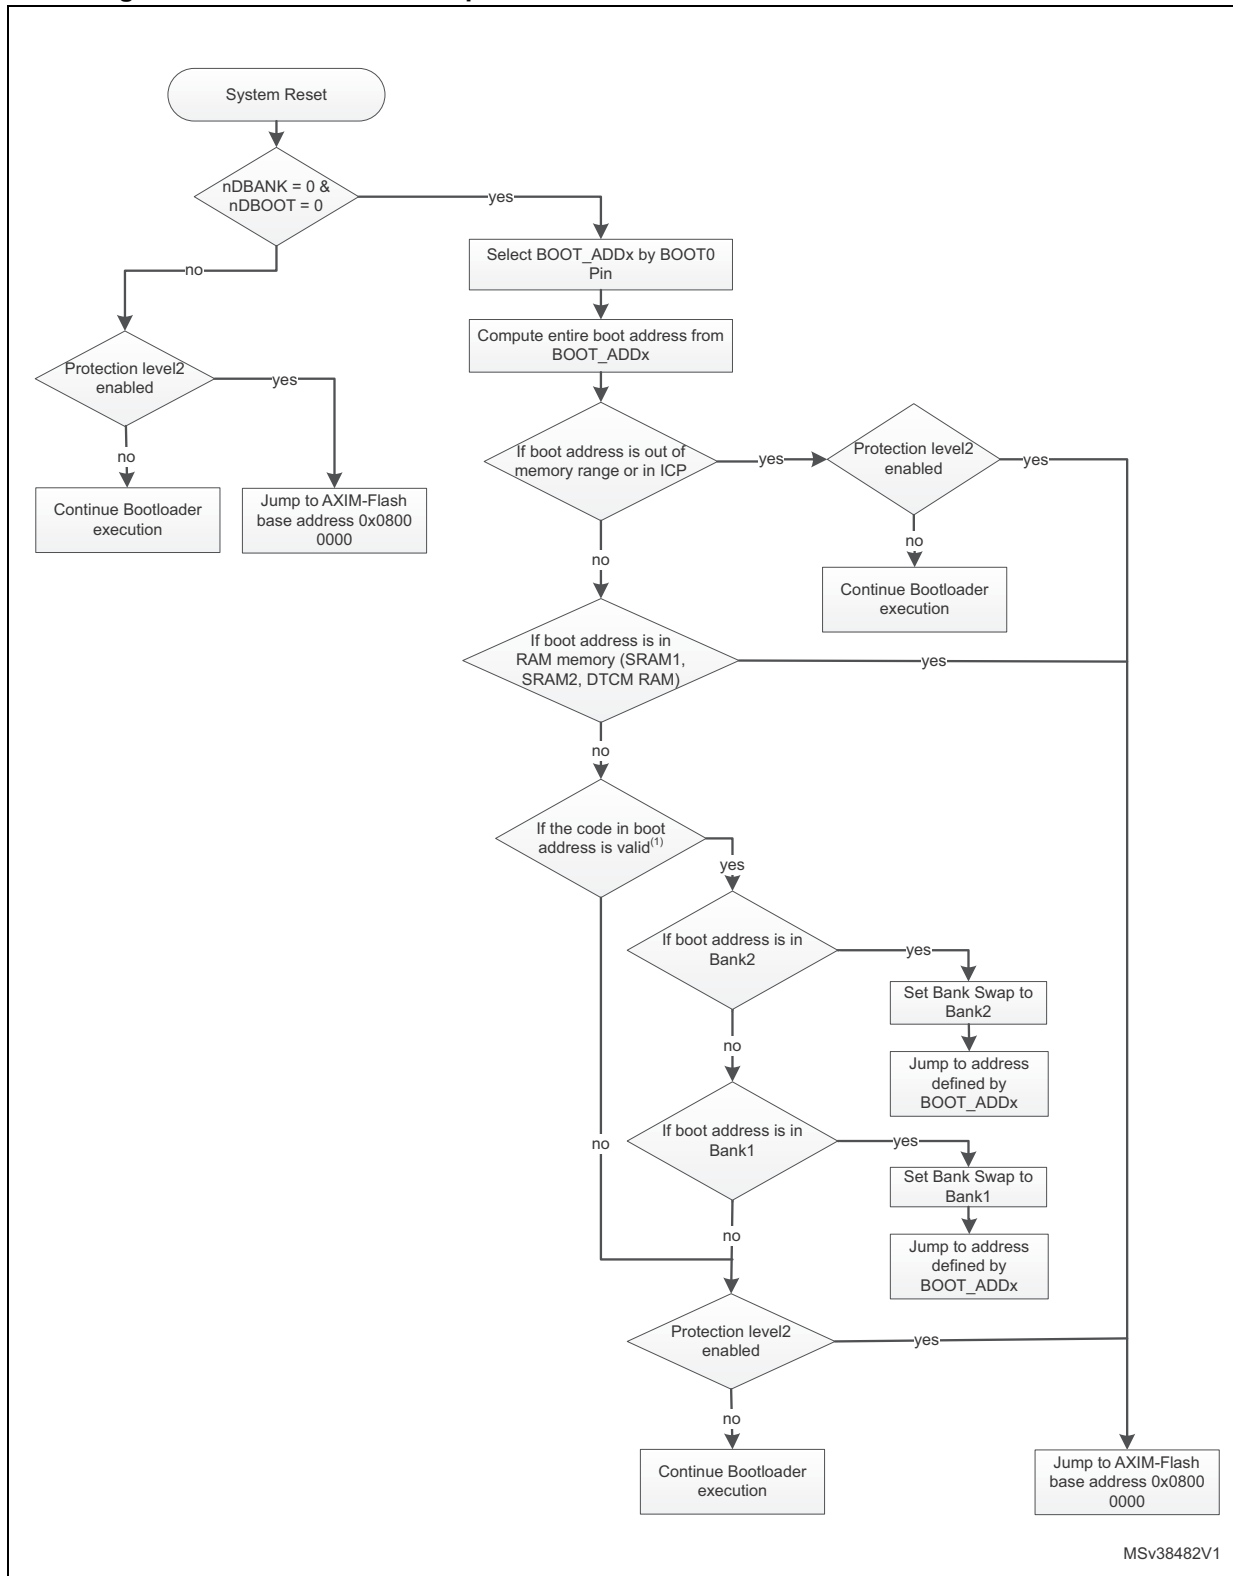 System Reset
nDBANK = 0 &
nDBOOT = 0
yes
no
Select BOOT_ADDx by BOOT0
Pin
Compute entire boot address from
BOOT_ADDx
Protection level2
enabled
yes
no
Continue Bootloader
execution
Jump to AXIM-Flash
base address 0x0800
0000
If boot address is out of
memory range or in ICP
yes
no
Protection level2
enabled
yes
no
Continue Bootloader
execution
If boot address is in
RAM memory (SRAM1,
SRAM2, DTCM RAM)
yes
no
If the code in boot
address is valid(1)
yes
no
If boot address is in
Bank2
yes
no
Set Bank Swap to
Bank2
Jump to address
defined by
BOOT_ADDx
If boot address is in
Bank1
yes
no
Set Bank Swap to
Bank1
Jump to address
defined by
BOOT_ADDx
Protection level2
enabled
yes
no
Continue Bootloader
execution
Jump to AXIM-Flash
base address 0x0800
0000
MSv38482V1